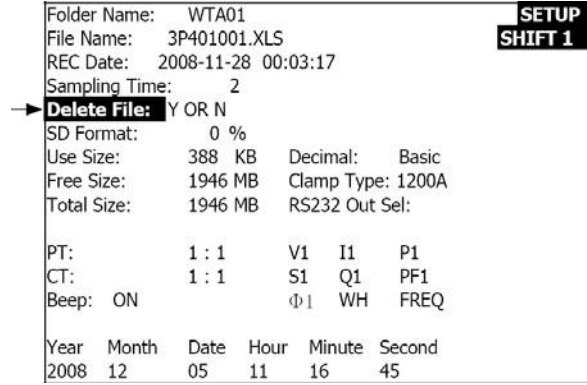 Folder Name: WTA01 SETUP
File Name: 3P401001.XLS SHIFT 1
REC Date: 2008-11-28 00:03:17
Sampling Time: 2
Delete File: Y OR N
SD Format: 0 %
Use Size: 388 KB Decimal: Basic
Free Size: 1946 MB Clamp Type: 1200A
Total Size: 1946 MB RS232 Out Sel:
PT: 1 : 1 V1 I1 P1
CT: 1 : 1 S1 Q1 PF1
Beep: ON Φ1 WH FREQ
Year Month Date Hour Minute Second
2008 12 05 11 16 45